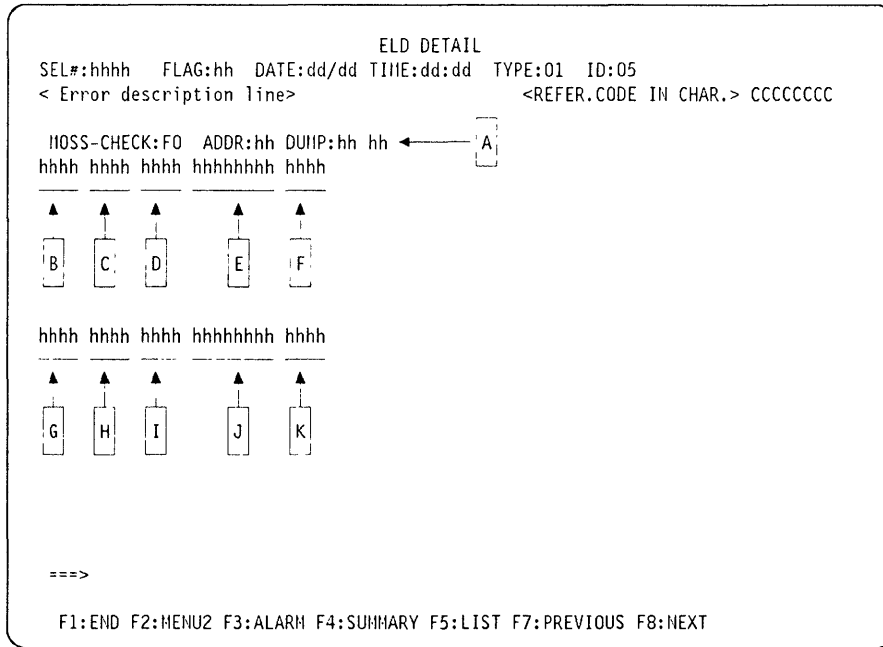 ELD DETAIL
SEL#:hhhh FLAG:hh DATE:dd/dd TIME:dd:dd TYPE:01 ID:05
< Error description line> <REFER.CODE IN CHAR.> CCCCCCCC
MOSS-CHECK:F0 ADDR:hh DUMP:hh hh A
hhhh hhhh hhhh hhhhhhhh hhhh
B C D E F
hhhh hhhh hhhh hhhhhhhh hhhh
G H I J K
===>
F1:END F2:MENU2 F3:ALARM F4:SUMMARY F5:LIST F7:PREVIOUS F8:NEXT